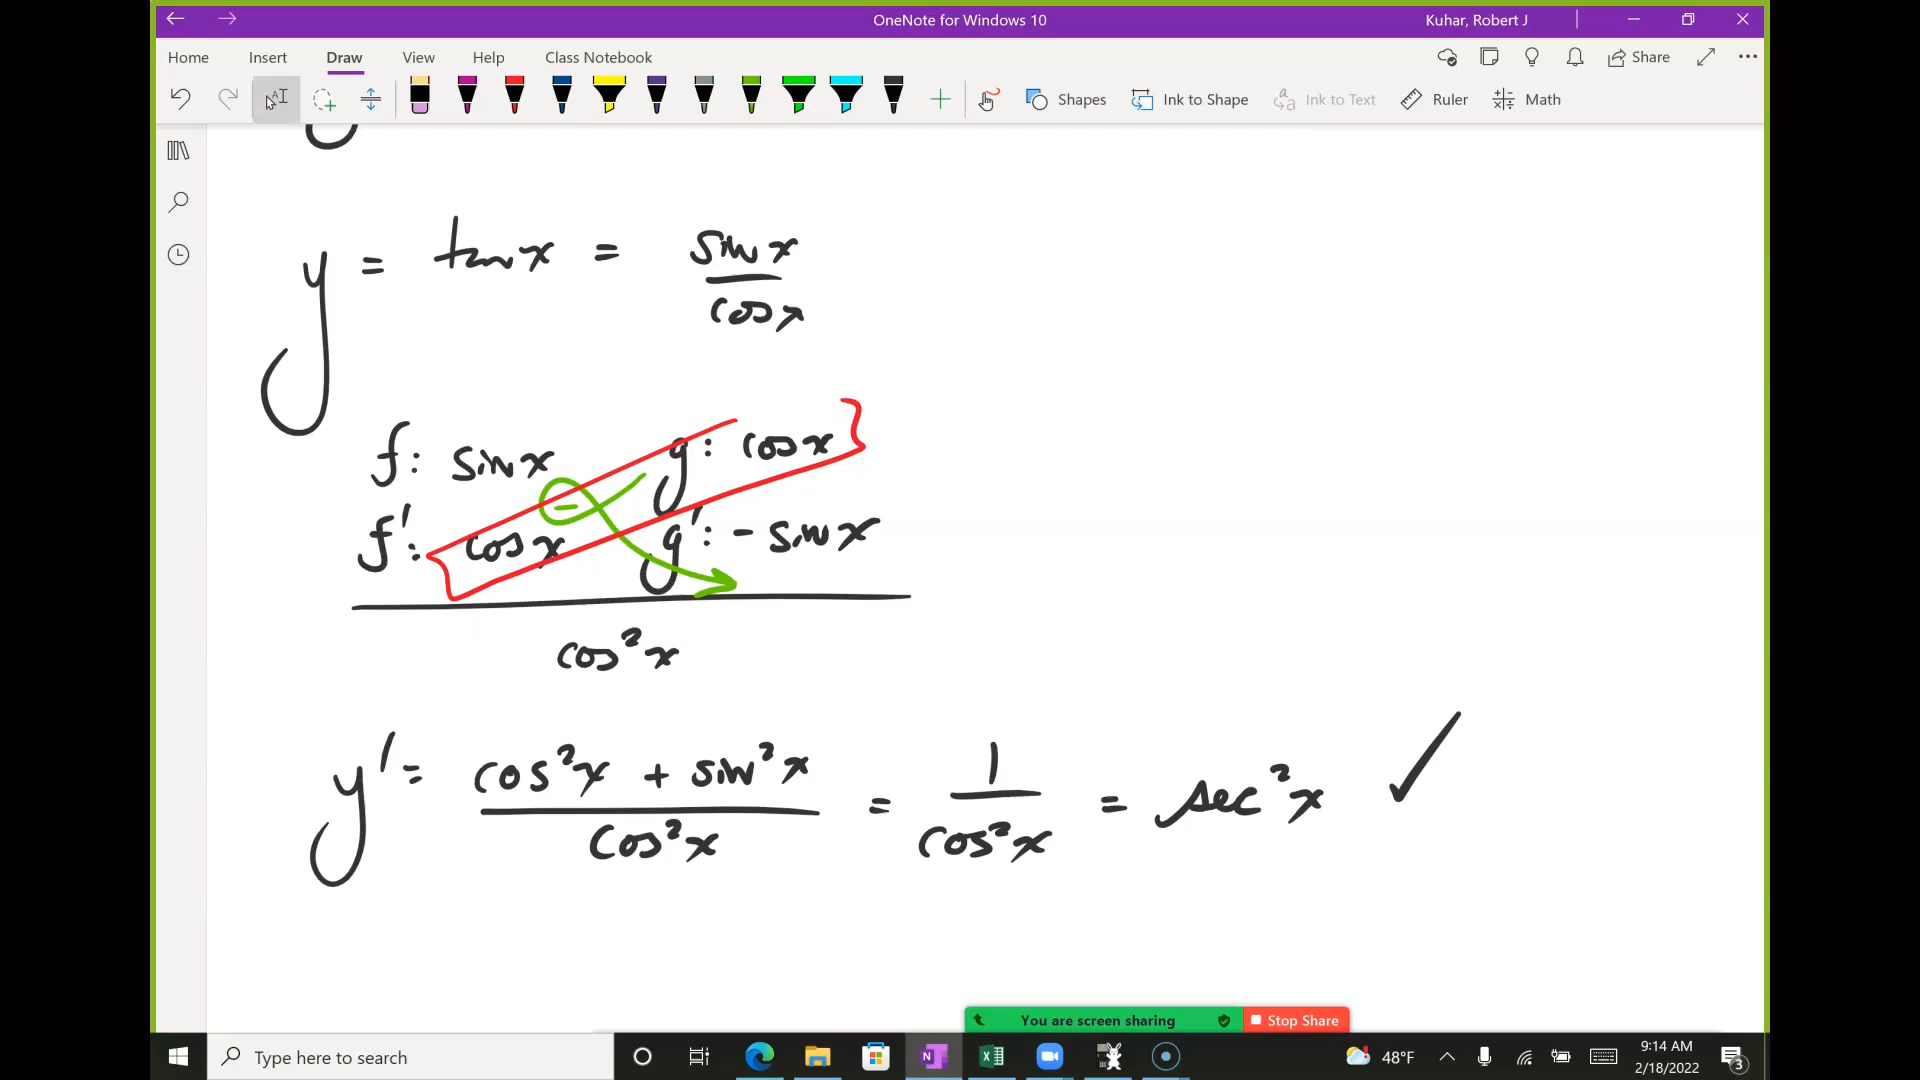 OneNote for Windows 10
Kuhar, Robert J
Home Insert Draw View Help Class Notebook Share
Shapes Ink to Shape Ink to Text Ruler Math
y = tan x = sin x / cos x
f: sin x g: cos x
f': cos x g': - sin x
−
cos²x
y' = cos²x + sin²x / cos²x = 1 / cos²x = sec²x ✓
You are screen sharing Stop Share
Type here to search
48°F
9:14 AM
2/18/2022
3